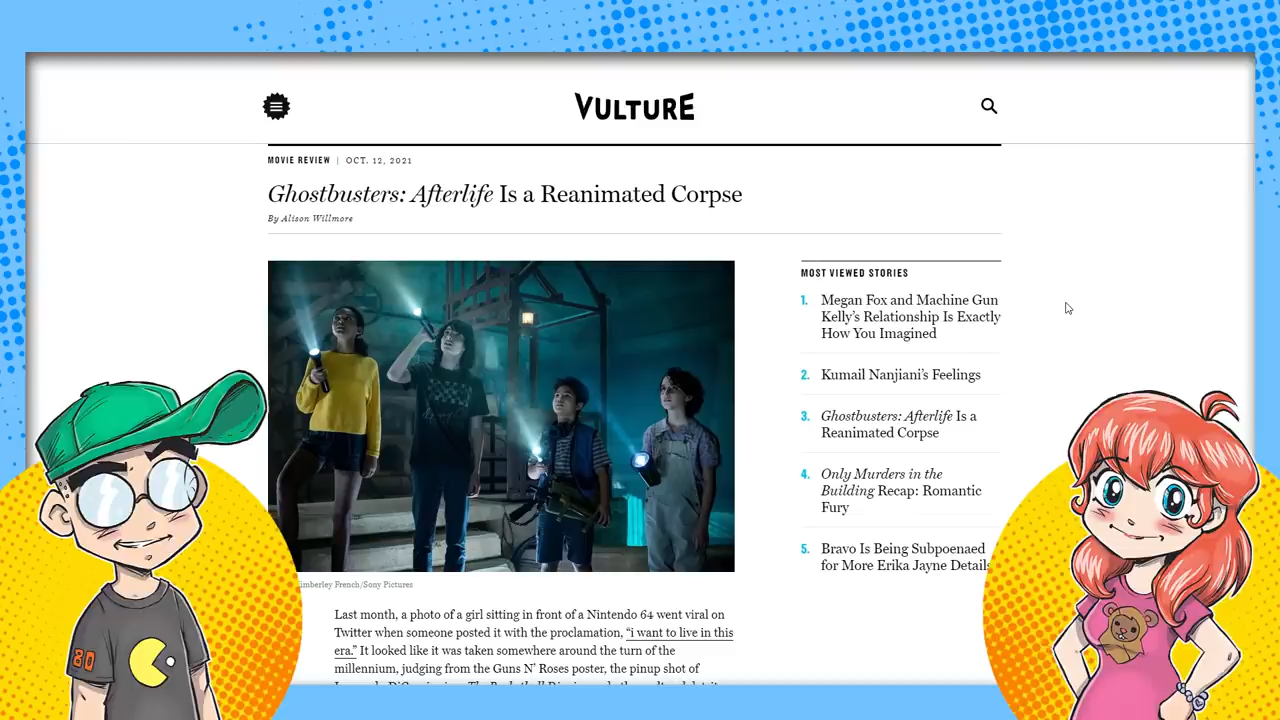 VULTURE
MOVIE REVIEW | OCT. 12, 2021
Ghostbusters: Afterlife Is a Reanimated Corpse
By Alison Willmore
MOST VIEWED STORIES
1. Megan Fox and Machine Gun
Kelly's Relationship Is Exactly
How You Imagined
2. Kumail Nanjiani's Feelings
3. Ghostbusters: Afterlife Is a
Reanimated Corpse
4. Only Murders in the
Building Recap: Romantic
Fury
5. Bravo Is Being Subpoenaed
for More Erika Jayne Details
imberley French/Sony Pictures
Last month, a photo of a girl sitting in front of a Nintendo 64 went viral on
Twitter when someone posted it with the proclamation, “i want to live in this
era.” It looked like it was taken somewhere around the turn of the
millennium, judging from the Guns N' Roses poster, the pinup shot of
80